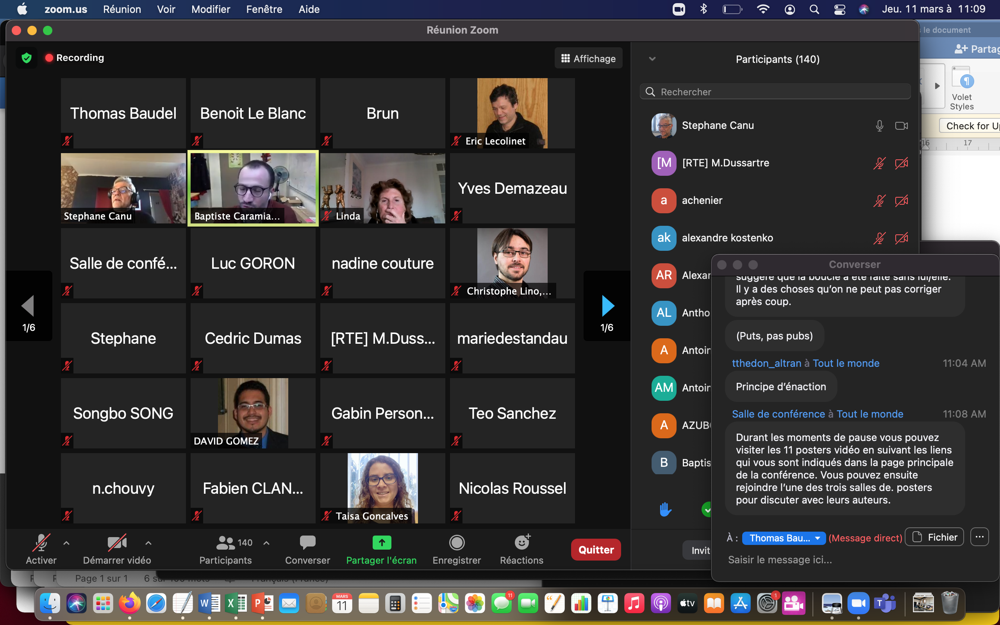 zoom.us Réunion Voir Modifier Fenêtre Aide Jeu. 11 mars à 11:09
Réunion Zoom
le document
Recording
Affichage
Participants (140)
Partag
Rechercher
Volet
Styles
Check for U
16 17
Thomas Baudel
Benoit Le Blanc
Brun
Eric Lecolinet
Stephane Canu
Baptiste Caramia...
Linda
Yves Demazeau
Salle de confé...
Luc GORON
nadine couture
Christophe Lino,...
1/6
1/6
Stephane
Cedric Dumas
[RTE] M.Duss...
mariedestandau
Songbo SONG
DAVID GOMEZ
Gabin Person...
Teo Sanchez
n.chouvy
Fabien CLAN...
Taisa Goncalves
Nicolas Roussel
Stephane Canu
[M [RTE] M.Dussartre
a achenier
ak alexandre kostenko
AR Alexar
AL Antho
A Antoir
AM Antoir
A AZUB
B Baptis
Invit
Converser
suggère que la boucle a été faite sans lui/elle.
Il y a des choses qu’on ne peut pas corriger
après coup.
(Puts, pas pubs)
tthedon_altran à Tout le monde 11:04 AM
Principe d’énaction
Salle de conférence à Tout le monde 11:08 AM
Durant les moments de pause vous pouvez
visiter les 11 posters vidéo en suivant les liens
qui vous sont indiqués dans la page principale
de la conférence. Vous pouvez ensuite
rejoindre l’une des trois salles de. posters
pour discuter avec leurs auteurs.
À : Thomas Bau... (Message direct) Fichier ...
Saisir le message ici...
140
Activer Démarrer vidéo Participants Converser Partager l'écran Enregistrer Réactions Quitter
Page 1 sur 1
MARS
11
11
280
tv
1